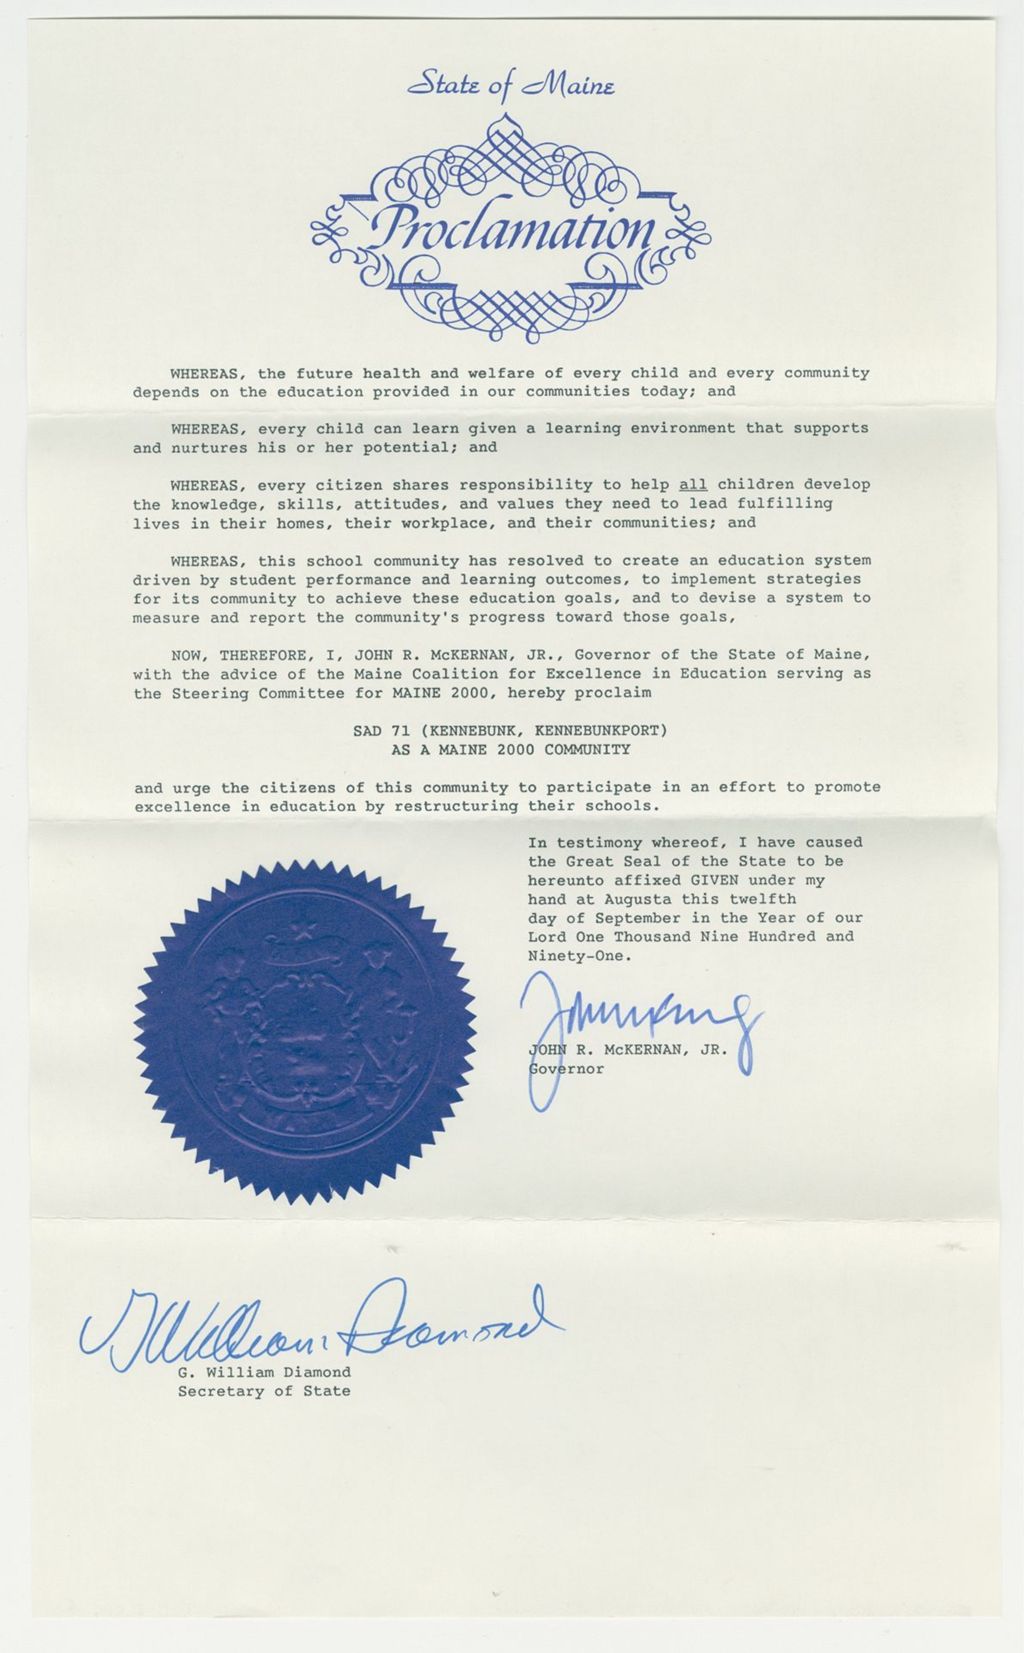 State of Maine
Proclamation
WHEREAS, the future health and welfare of every child and every community
depends on the education provided in our communities today; and
WHEREAS, every child can learn given a learning environment that supports
and nurtures his or her potential; and
WHEREAS, every citizen shares responsibility to help all children develop
the knowledge, skills, attitudes, and values they need to lead fulfilling
lives in their homes, their workplace, and their communities; and
WHEREAS, this school community has resolved to create an education system
driven by student performance and learning outcomes, to implement strategies
for its community to achieve these education goals, and to devise a system to
measure and report the community's progress toward those goals,
NOW, THEREFORE, I, JOHN R. McKERNAN, JR., Governor of the State of Maine,
with the advice of the Maine Coalition for Excellence in Education serving as
the Steering Committee for MAINE 2000, hereby proclaim
SAD 71 (KENNEBUNK, KENNEBUNKPORT)
AS A MAINE 2000 COMMUNITY
and urge the citizens of this community to participate in an effort to promote
excellence in education by restructuring their schools.
In testimony whereof, I have caused
the Great Seal of the State to be
hereunto affixed GIVEN under my
hand at Augusta this twelfth
day of September in the Year of our
Lord One Thousand Nine Hundred and
Ninety-One.
JOHN R. McKERNAN, JR.
Governor
G William Diamond
G. William Diamond
Secretary of State